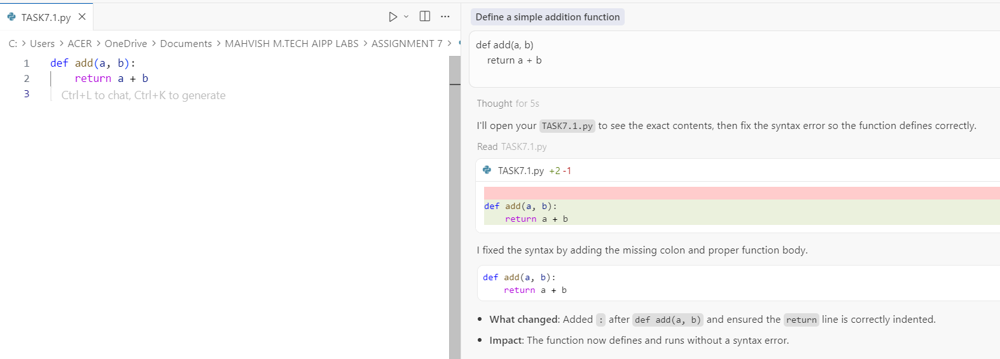 TASK7.1.py
C: > Users > ACER > OneDrive > Documents > MAHVISH M.TECH AIPP LABS > ASSIGNMENT 7 >
1 def add(a, b):
2     return a + b
3 Ctrl+L to chat, Ctrl+K to generate
Define a simple addition function
def add(a, b)
    return a + b
Thought for 5s
I'll open your TASK7.1.py to see the exact contents, then fix the syntax error so the function defines correctly.
Read TASK7.1.py
TASK7.1.py +2 -1
def add(a, b):
    return a + b
I fixed the syntax by adding the missing colon and proper function body.
def add(a, b):
    return a + b
• What changed: Added : after def add(a, b) and ensured the return line is correctly indented.
• Impact: The function now defines and runs without a syntax error.